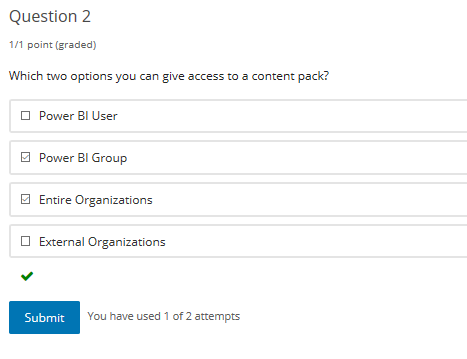 Question 2
1/1 point (graded)
Which two options you can give access to a content pack?
Power BI User
Power BI Group
Entire Organizations
External Organizations
Submit You have used 1 of 2 attempts